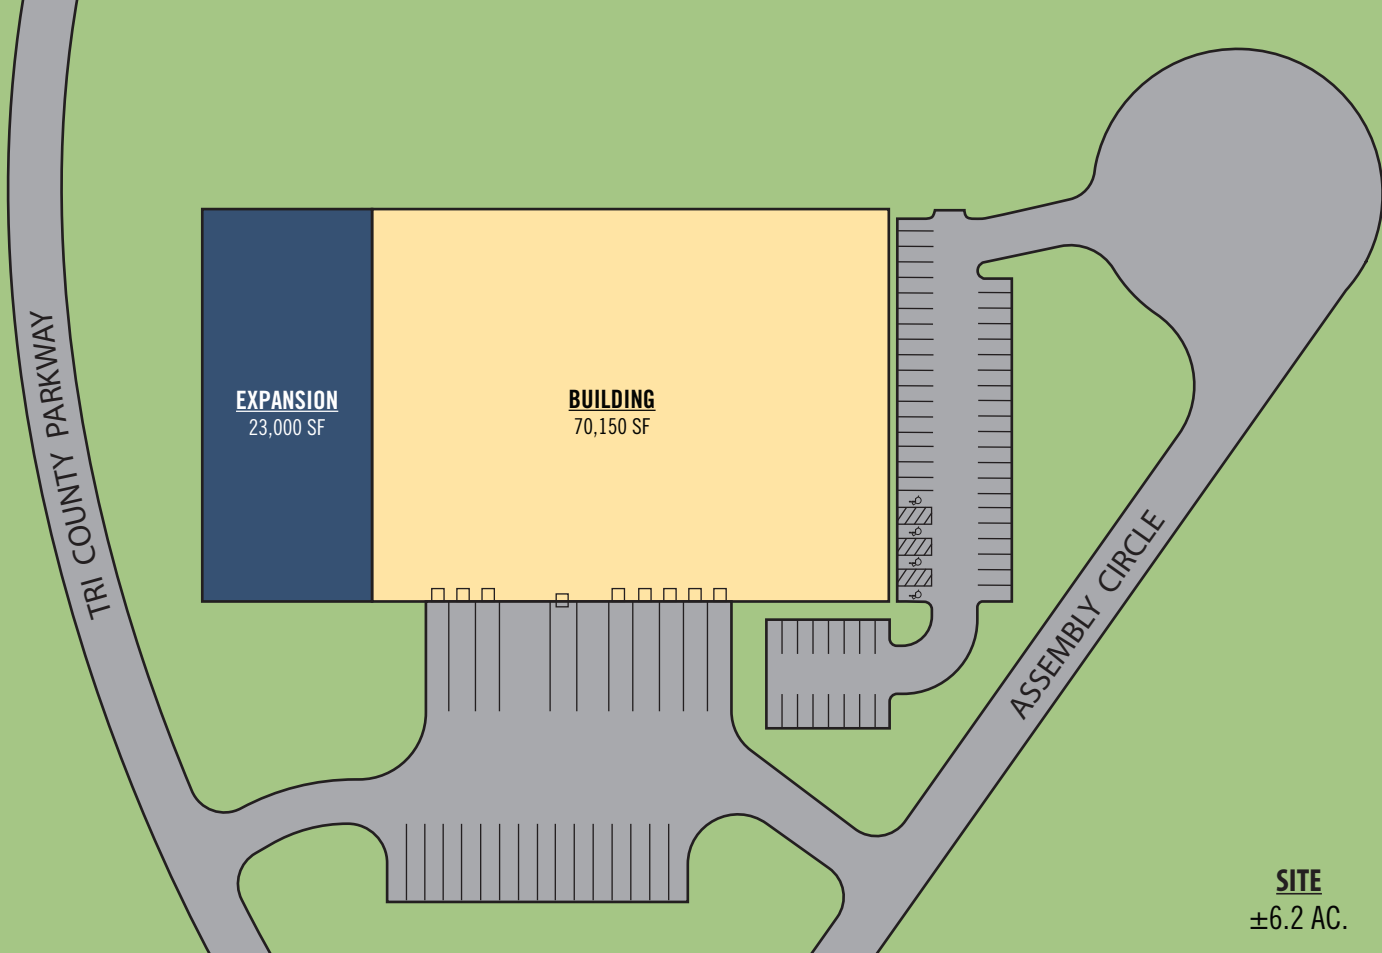 TRI COUNTY PARKWAY
EXPANSION
23,000 SF
BUILDING
70,150 SF
ASSEMBLY CIRCLE
SITE
±6.2 AC.